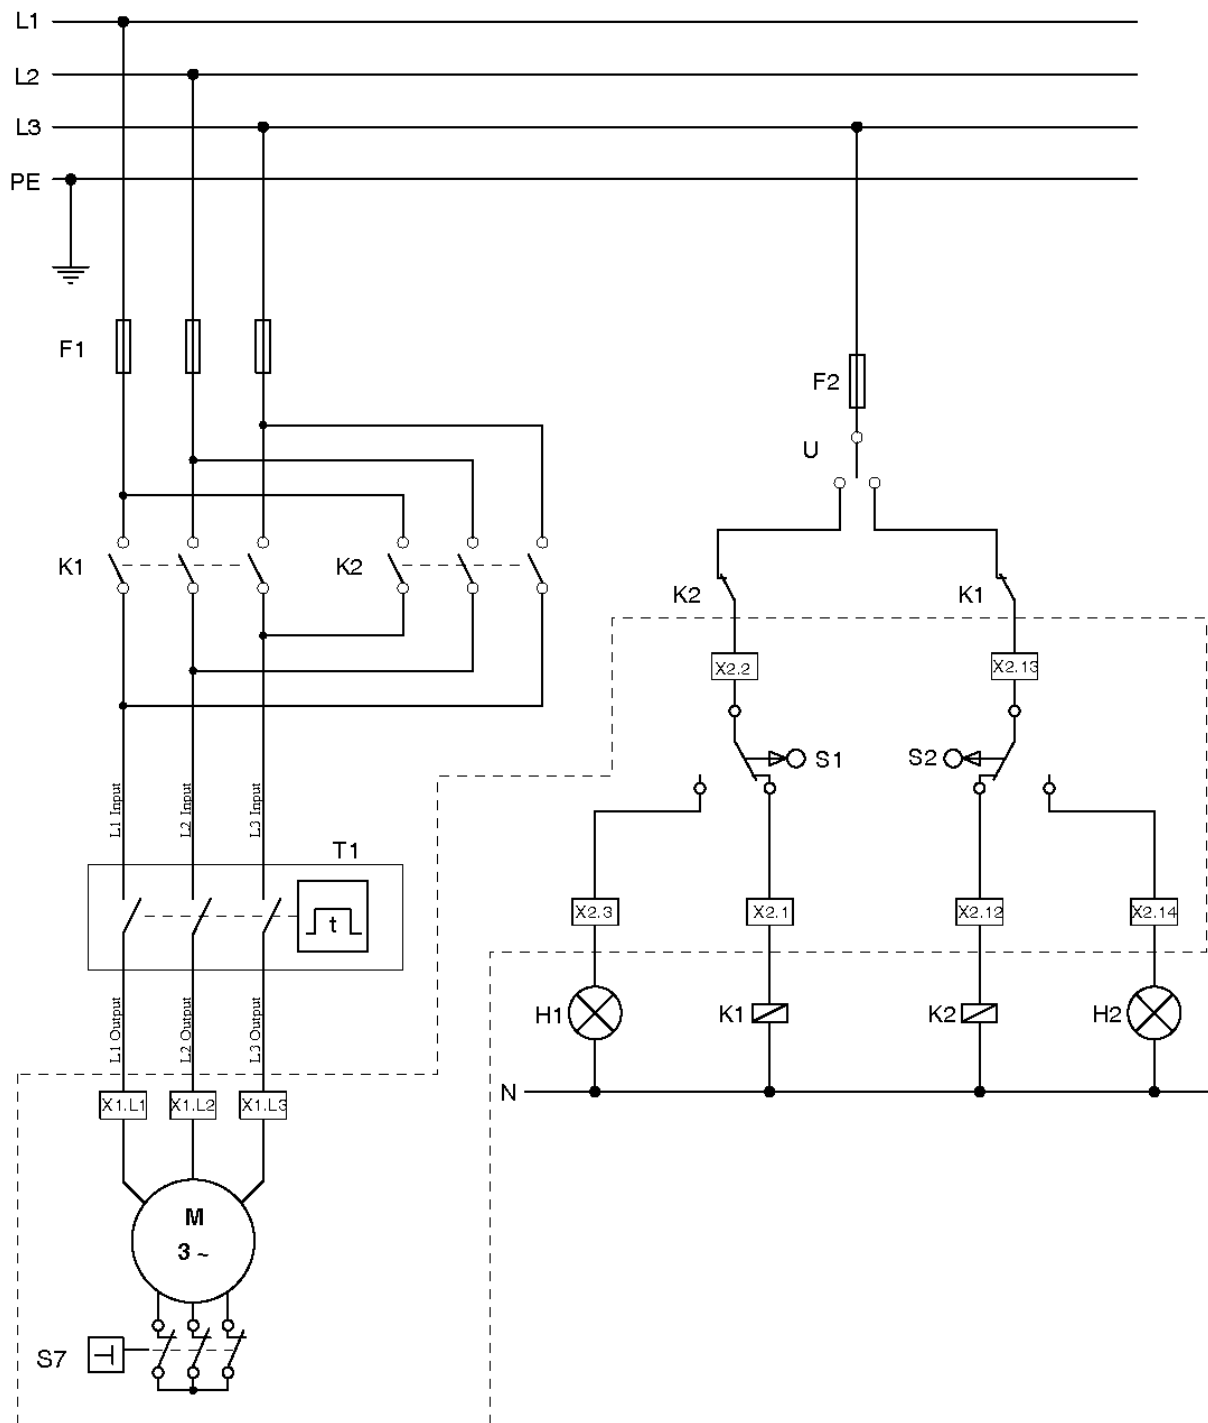 L1
L2
L3
PE
F1
F2
U
K1
K2
K2
K1
X2.2
X2.13
S1
S2
L1 Input
L2 Input
L3 Input
T1
t
X2.3
X2.1
X2.12
X2.14
L1 Output
L2 Output
L3 Output
H1
K1
K2
H2
N
X1.L1
X1.L2
X1.L3
M
3 ~
S7